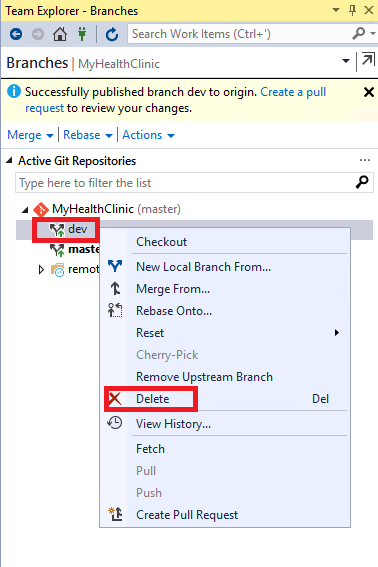 Team Explorer - Branches
Search Work Items (Ctrl+')
Branches | MyHealthClinic
Successfully published branch dev to origin. Create a pull
request to review your changes.
Merge Rebase Actions
Active Git Repositories
Type here to filter the list
MyHealthClinic (master)
dev
maste
remot
Checkout
New Local Branch From...
Merge From...
Rebase Onto...
Reset
Cherry-Pick
Remove Upstream Branch
Delete Del
View History...
Fetch
Pull
Push
Create Pull Request